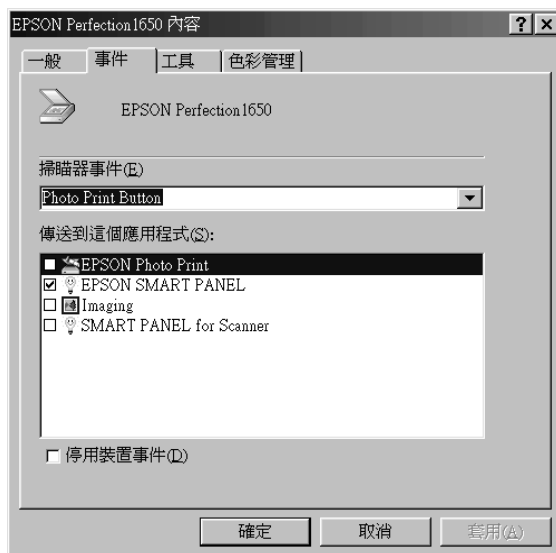 EPSON Perfection1650 內容
一般 事件 工具 色彩管理
EPSON Perfection1650
掃瞄器事件(E)
Photo Print Button
傳送到這個應用程式(S):
EPSON Photo Print
EPSON SMART PANEL
Imaging
SMART PANEL for Scanner
停用裝置事件(D)
確定 取消 套用(A)